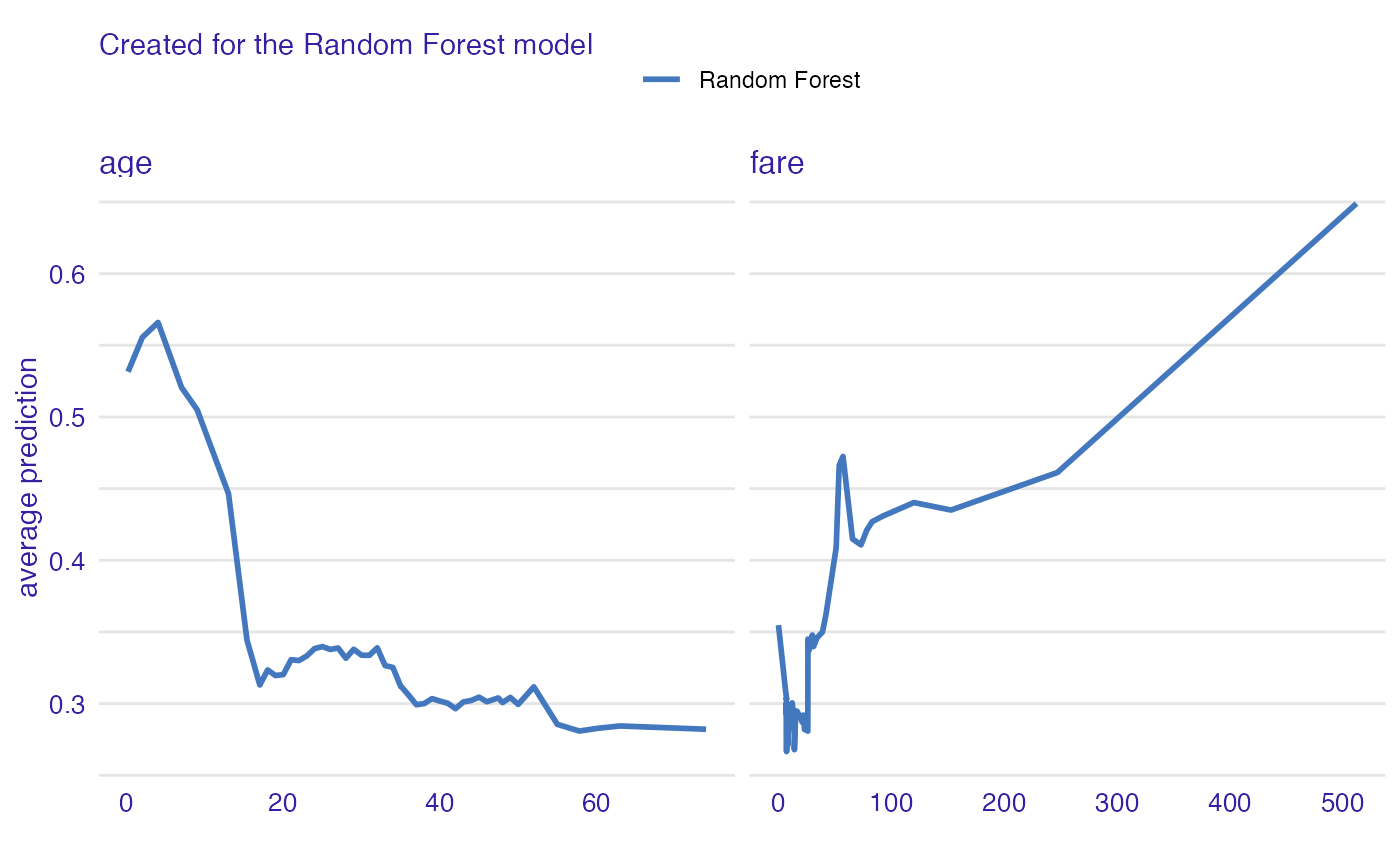 Created for the Random Forest model
Random Forest
age
fare
average prediction
0.6
0.5
0.4
0.3
0 20 40 60
0 100 200 300 400 500